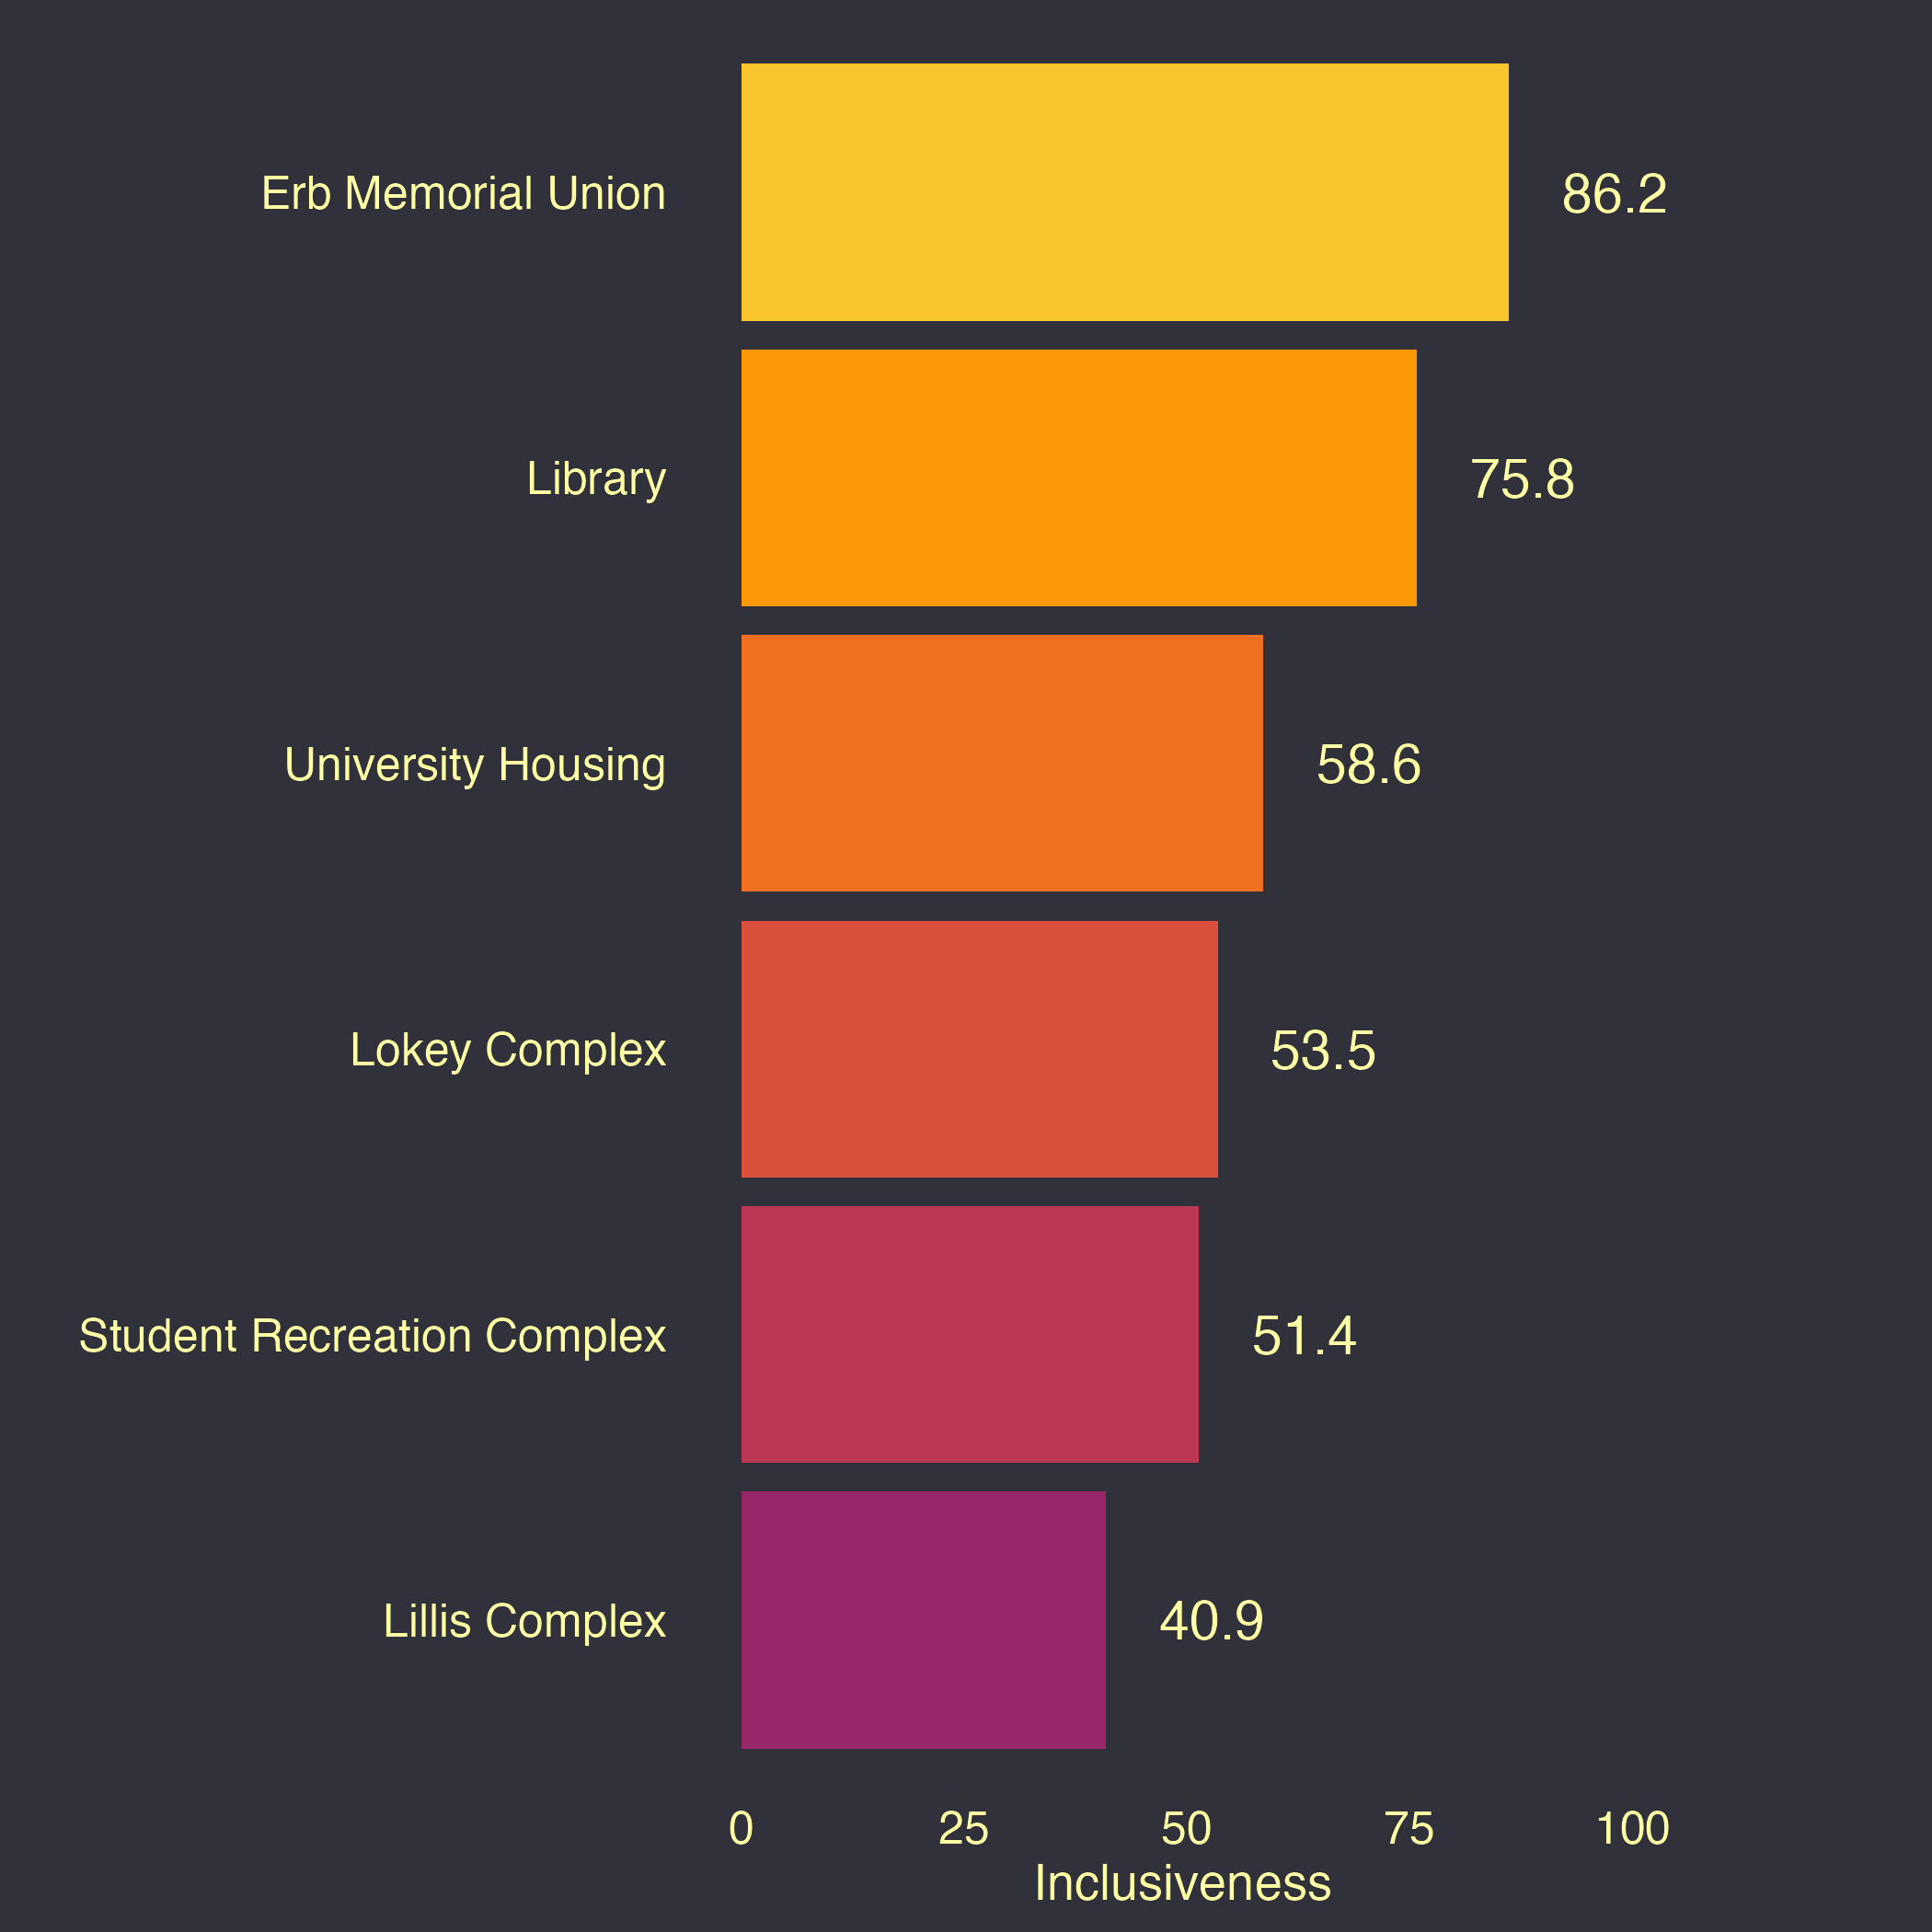 Erb Memorial Union 86.2
Library 75.8
University Housing 58.6
Lokey Complex 53.5
Student Recreation Complex 51.4
Lillis Complex 40.9
0 25 50 75 100
Inclusiveness